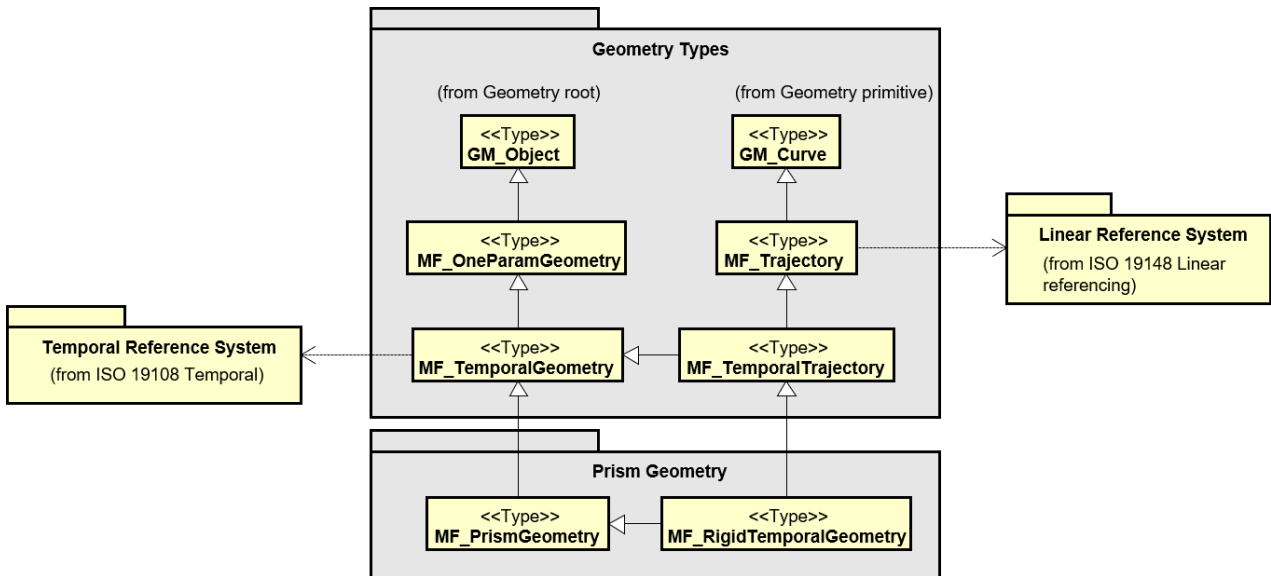 Geometry Types
(from Geometry root)
(from Geometry primitive)
<<Type>>
GM_Object
<<Type>>
GM_Curve
<<Type>>
MF_OneParamGeometry
<<Type>>
MF_Trajectory
Linear Reference System
(from ISO 19148 Linear
referencing)
Temporal Reference System
(from ISO 19108 Temporal)
<<Type>>
MF_TemporalGeometry
<<Type>>
MF_TemporalTrajectory
Prism Geometry
<<Type>>
MF_PrismGeometry
<<Type>>
MF_RigidTemporalGeometry